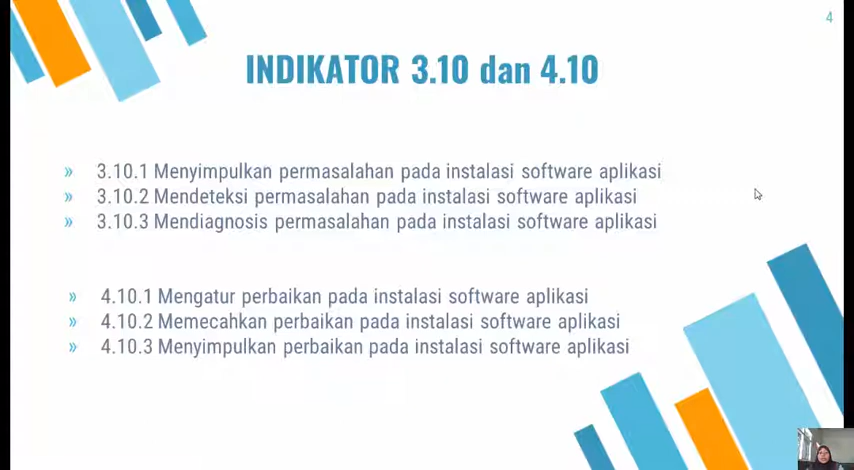 4
INDIKATOR 3.10 dan 4.10
» 3.10.1 Menyimpulkan permasalahan pada instalasi software aplikasi
» 3.10.2 Mendeteksi permasalahan pada instalasi software aplikasi
» 3.10.3 Mendiagnosis permasalahan pada instalasi software aplikasi
» 4.10.1 Mengatur perbaikan pada instalasi software aplikasi
» 4.10.2 Memecahkan perbaikan pada instalasi software aplikasi
» 4.10.3 Menyimpulkan perbaikan pada instalasi software aplikasi